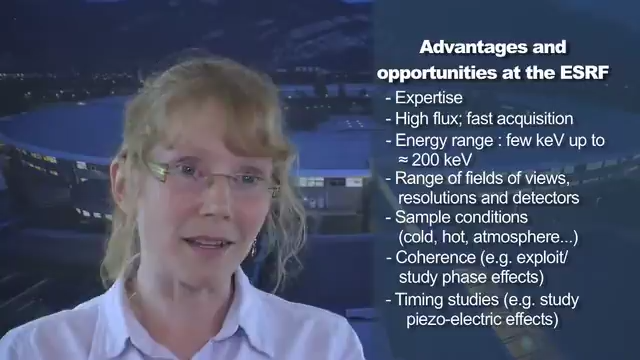 Advantages and
opportunities at the ESRF
- Expertise
- High flux; fast acquisition
- Energy range : few keV up to
≈ 200 keV
- Range of fields of views,
resolutions and detectors
- Sample conditions
(cold, hot, atmosphere...)
- Coherence (e.g. exploit/
study phase effects)
- Timing studies (e.g. study
piezo-electric effects)